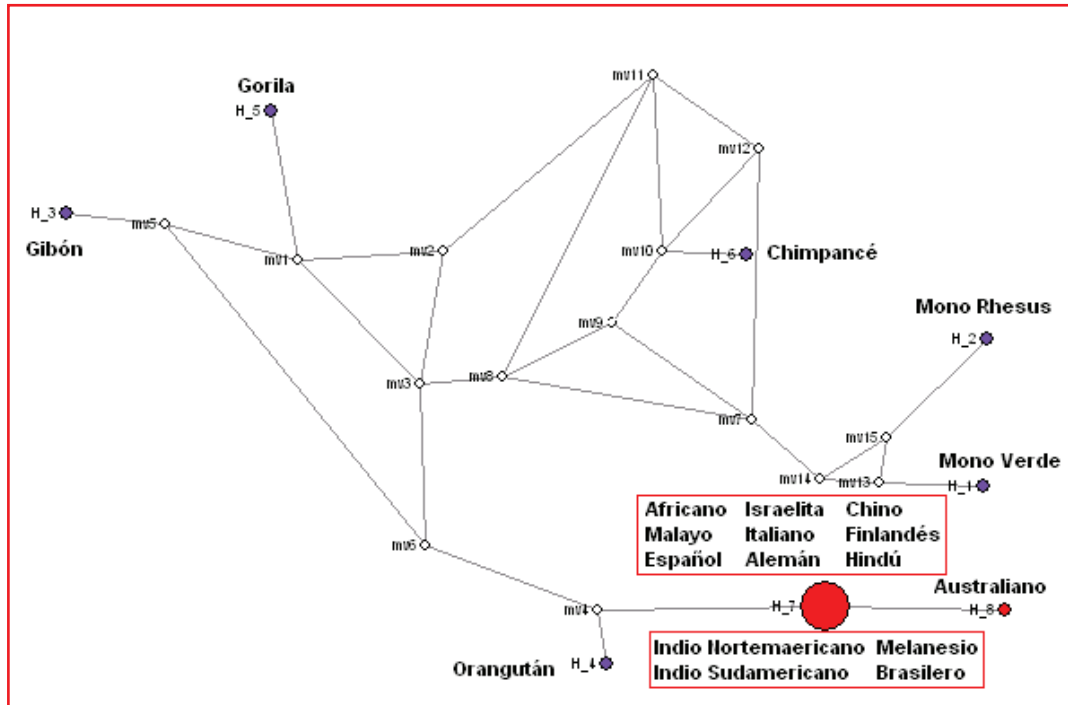 mv11
Gorila
H_5
mv12
H_3
mv5
Gibón
mv1
mv2
mv10
H_6
Chimpancé
mv9
Mono Rhesus
H_2
mv3
mv8
mv7
mv15
Mono Verde
mv14
mv13
H_1
Africano Israelita Chino
Malayo Italiano Finlandés
Español Alemán Hindú
mv6
Australiano
mv4
H_7
H_8
Indio Nortemaericano Melanesio
Indio Sudamericano Brasilero
Orangután
H_4